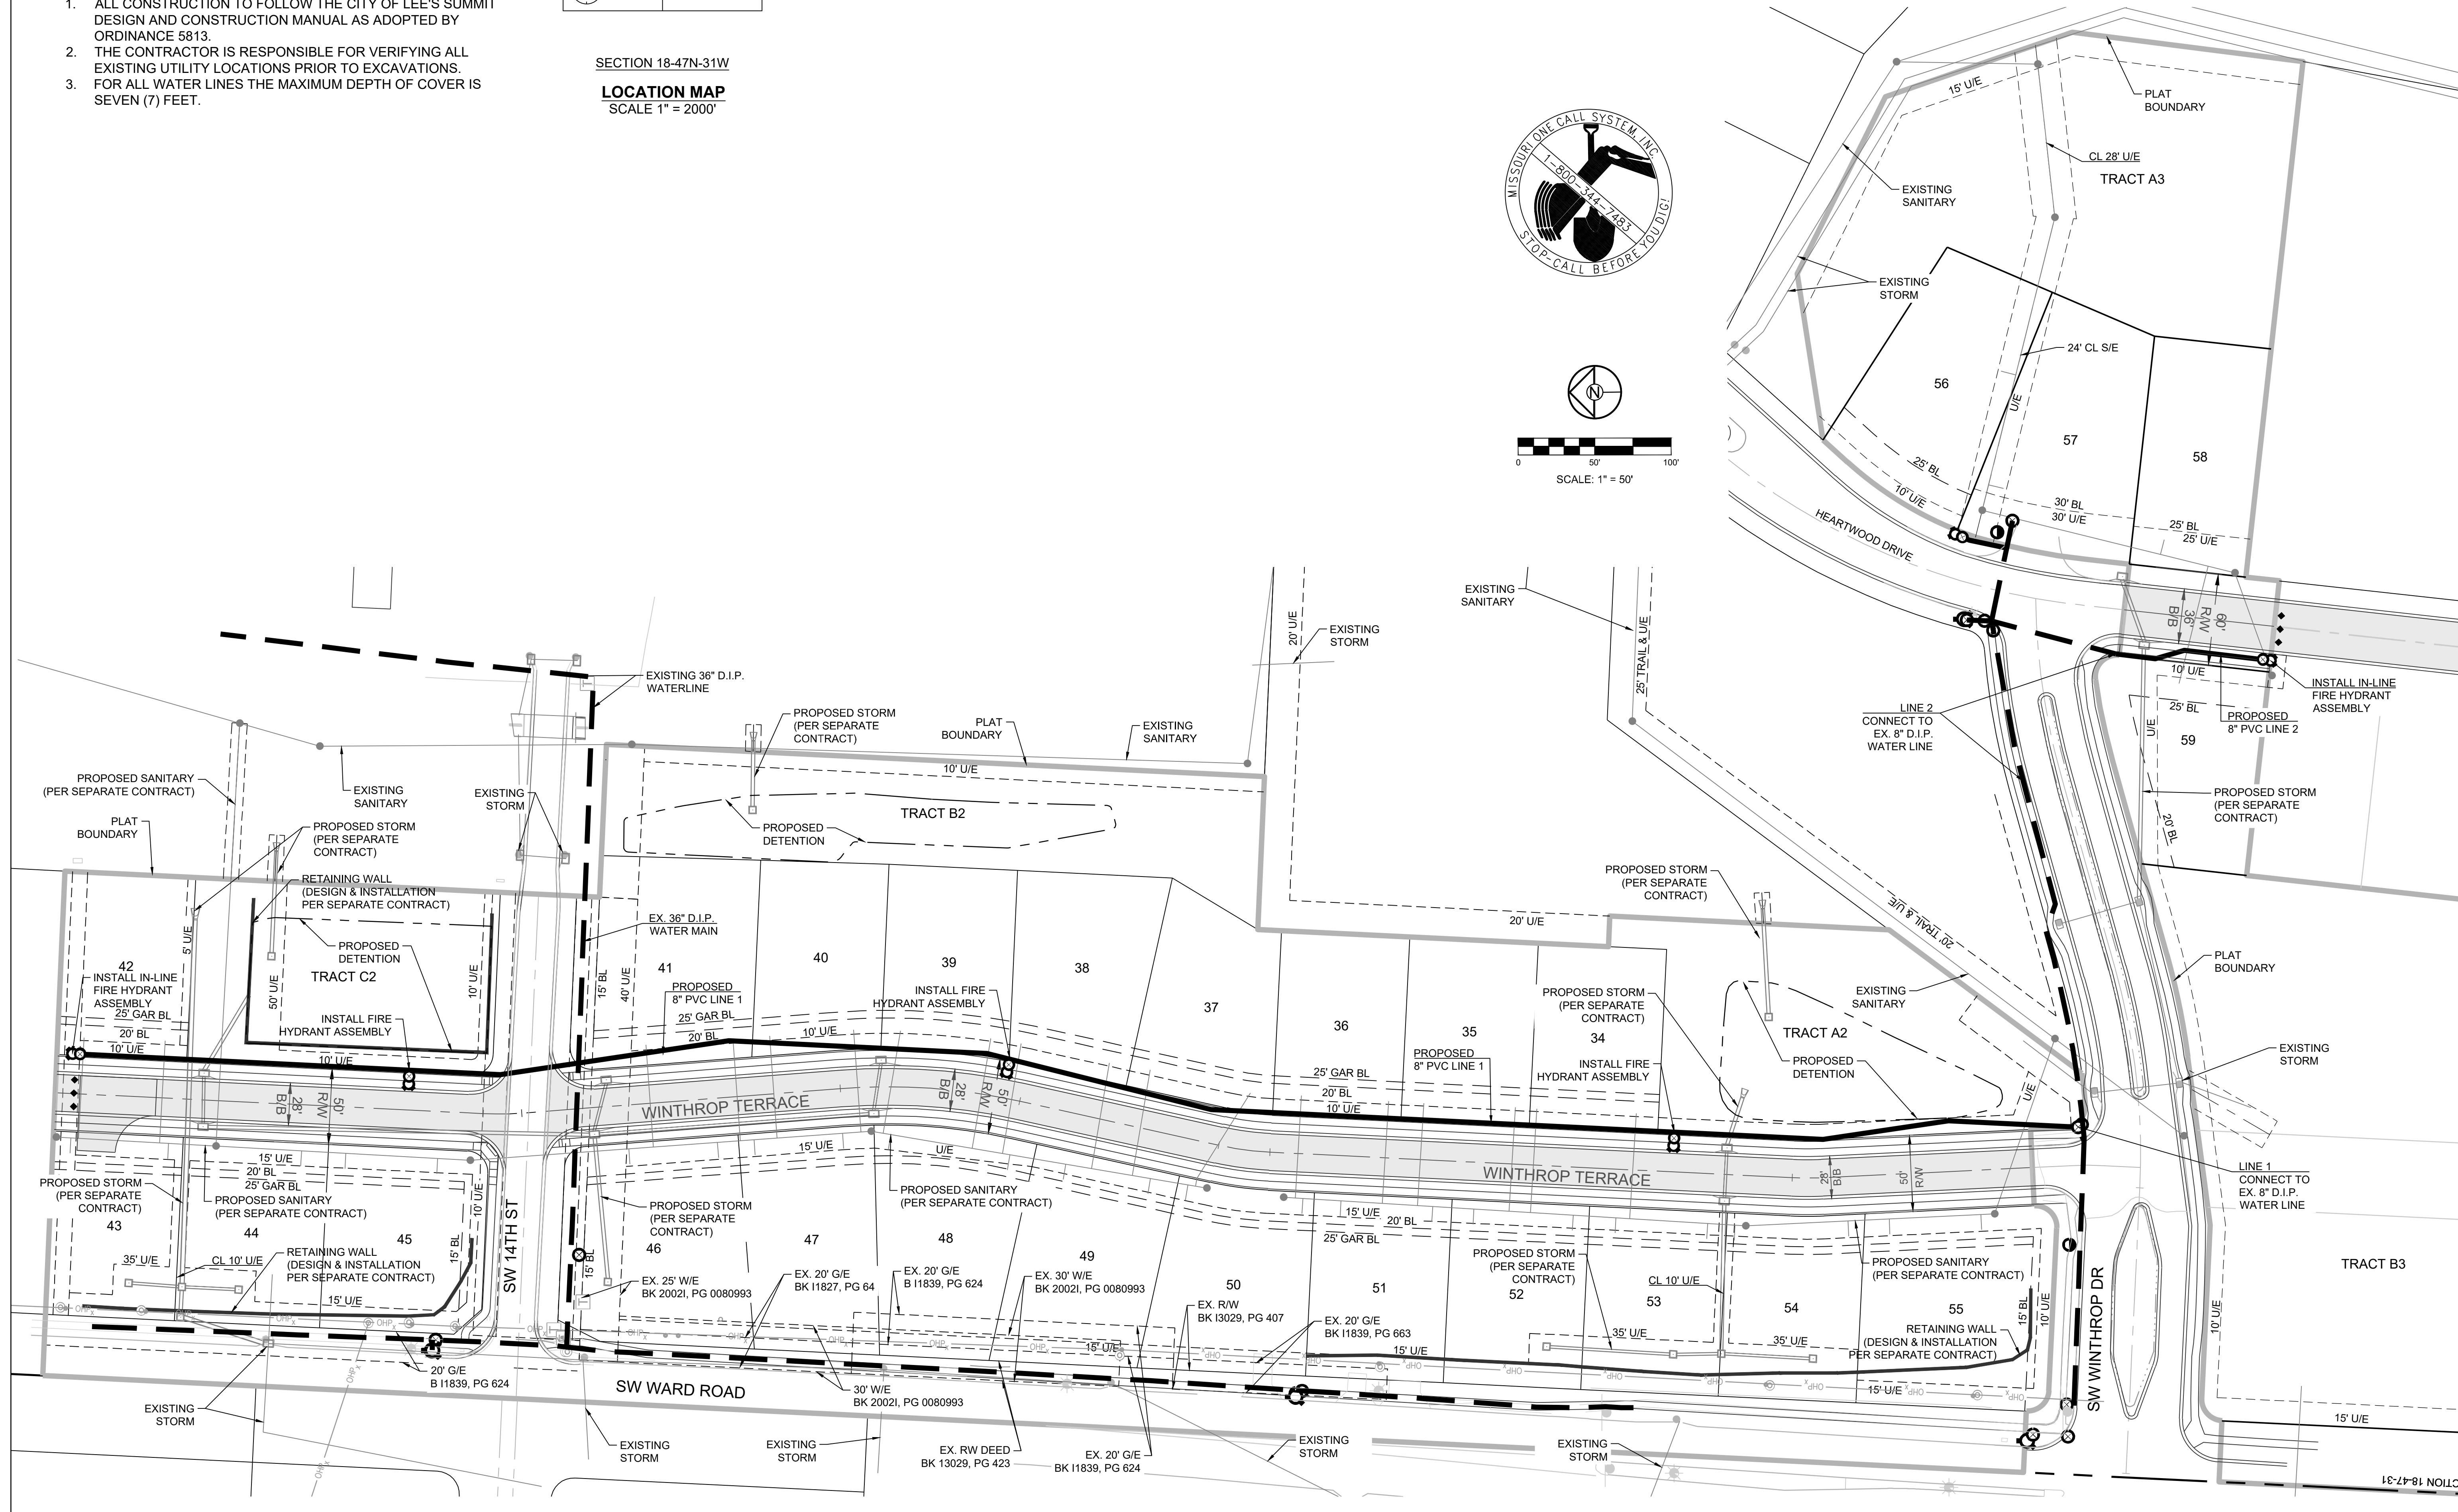 1. ALL CONSTRUCTION TO FOLLOW THE CITY OF LEE'S SUMMIT
DESIGN AND CONSTRUCTION MANUAL AS ADOPTED BY
ORDINANCE 5813.
2. THE CONTRACTOR IS RESPONSIBLE FOR VERIFYING ALL
EXISTING UTILITY LOCATIONS PRIOR TO EXCAVATIONS.
3. FOR ALL WATER LINES THE MAXIMUM DEPTH OF COVER IS
SEVEN (7) FEET.
SECTION 18-47N-31W
LOCATION MAP
SCALE 1" = 2000'
MISSOURI ONE CALL SYSTEM, INC.
1-800-344-7483
STOP-CALL BEFORE YOU DIG!
N
0 50' 100'
SCALE: 1" = 50'
15' U/E
PLAT
BOUNDARY
CL 28' U/E
TRACT A3
EXISTING
SANITARY
EXISTING
STORM
24' CL S/E
56
U/E
57
58
25' BL
10' U/E
30' BL
30' U/E
25' BL
25' U/E
HEARTWOOD DRIVE
36'
B/B
60'
R/W
10' U/E
INSTALL IN-LINE
FIRE HYDRANT
ASSEMBLY
25' BL
PROPOSED
8" PVC LINE 2
59
U/E
LINE 2
CONNECT TO
EX. 8" D.I.P.
WATER LINE
PROPOSED STORM
(PER SEPARATE
CONTRACT)
20' BL
EXISTING
SANITARY
25' TRAIL & U/E
20' U/E
EXISTING
STORM
EXISTING 36" D.I.P.
WATERLINE
PROPOSED STORM
(PER SEPARATE
CONTRACT)
PLAT
BOUNDARY
EXISTING
SANITARY
10' U/E
TRACT B2
PROPOSED
DETENTION
PROPOSED SANITARY
(PER SEPARATE CONTRACT)
EXISTING
SANITARY
EXISTING
STORM
PLAT
BOUNDARY
PROPOSED STORM
(PER SEPARATE
CONTRACT)
RETAINING WALL
(DESIGN & INSTALLATION
PER SEPARATE CONTRACT)
PROPOSED
DETENTION
TRACT C2
5' U/E
50' U/E
10' U/E
42
INSTALL IN-LINE
FIRE HYDRANT
ASSEMBLY
25' GAR BL
20' BL
10' U/E
INSTALL FIRE
HYDRANT ASSEMBLY
10' U/E
EX. 36" D.I.P.
WATER MAIN
15' BL
40' U/E
41
40
39
38
37
PROPOSED
8" PVC LINE 1
25' GAR BL
20' BL
10' U/E
INSTALL FIRE
HYDRANT ASSEMBLY
20' U/E
36
35
34
PROPOSED STORM
(PER SEPARATE
CONTRACT)
PROPOSED STORM
(PER SEPARATE
CONTRACT)
20' TRAIL & U/E
EXISTING
SANITARY
TRACT A2
PROPOSED
DETENTION
PROPOSED
8" PVC LINE 1
INSTALL FIRE
HYDRANT ASSEMBLY
25' GAR BL
20' BL
10' U/E
U/E
PLAT
BOUNDARY
EXISTING
STORM
28'
B/B
50'
R/W
WINTHROP TERRACE
28'
B/B
50'
R/W
WINTHROP TERRACE
28'
B/B
50'
R/W
LINE 1
CONNECT TO
EX. 8" D.I.P.
WATER LINE
15' U/E
20' BL
25' GAR BL
PROPOSED STORM
(PER SEPARATE
CONTRACT)
PROPOSED SANITARY
(PER SEPARATE CONTRACT)
43
44
45
35' U/E
CL 10' U/E
RETAINING WALL
(DESIGN & INSTALLATION
PER SEPARATE CONTRACT)
15' U/E
15' BL
10' U/E
SW 14TH ST
15' U/E
U/E
PROPOSED SANITARY
(PER SEPARATE CONTRACT)
PROPOSED STORM
(PER SEPARATE
CONTRACT)
15' BL
46
47
48
49
50
51
52
53
54
55
EX. 25' W/E
BK 2002I, PG 0080993
EX. 20' G/E
BK I1827, PG 64
EX. 20' G/E
B I1839, PG 624
EX. 30' W/E
BK 2002I, PG 0080993
EX. R/W
BK I3029, PG 407
EX. 20' G/E
BK I1839, PG 663
15' U/E
20' BL
25' GAR BL
PROPOSED STORM
(PER SEPARATE
CONTRACT)
CL 10' U/E
35' U/E
35' U/E
PROPOSED SANITARY
(PER SEPARATE CONTRACT)
RETAINING WALL
(DESIGN & INSTALLATION
PER SEPARATE CONTRACT)
15' BL
10' U/E
SW WINTHROP DR
TRACT B3
10' U/E
15' U/E
15' U/E
15' U/E
15' U/E
OHP
20' G/E
B I1839, PG 624
SW WARD ROAD
30' W/E
BK 2002I, PG 0080993
EXISTING
STORM
EXISTING
STORM
EXISTING
STORM
EX. RW DEED
BK 13029, PG 423
EX. 20' G/E
BK I1839, PG 624
EXISTING
STORM
EXISTING
STORM
18-47-31